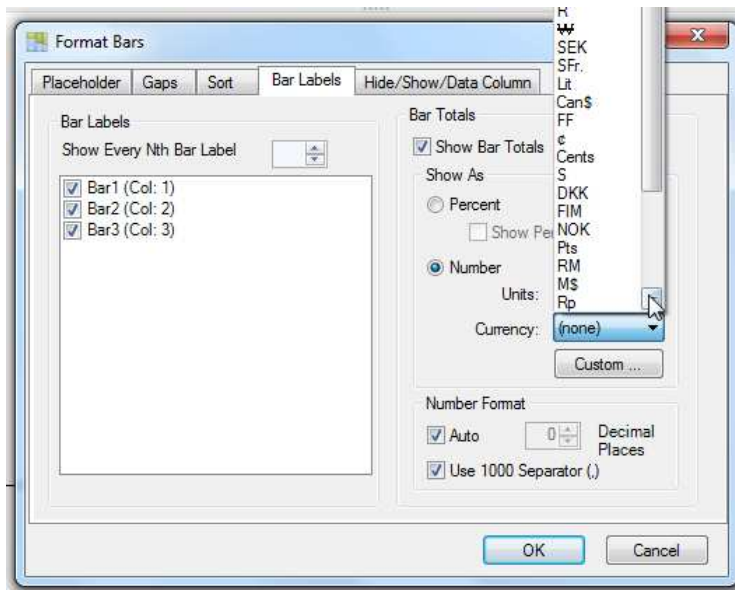 Format Bars
Placeholder Gaps Sort Bar Labels Hide/Show/Data Column
Bar Labels
Show Every Nth Bar Label
Bar1 (Col: 1)
Bar2 (Col: 2)
Bar3 (Col: 3)
Bar Totals
Show Bar Totals
Show As
Percent
Show Pe
Number
Units:
Currency: (none)
R
₩
SEK
SFr.
Lit
Can$
FF
¢
Cents
S
DKK
FIM
NOK
Pts
RM
M$
Rp
Custom ...
Number Format
Auto 0 Decimal Places
Use 1000 Separator (,)
OK Cancel